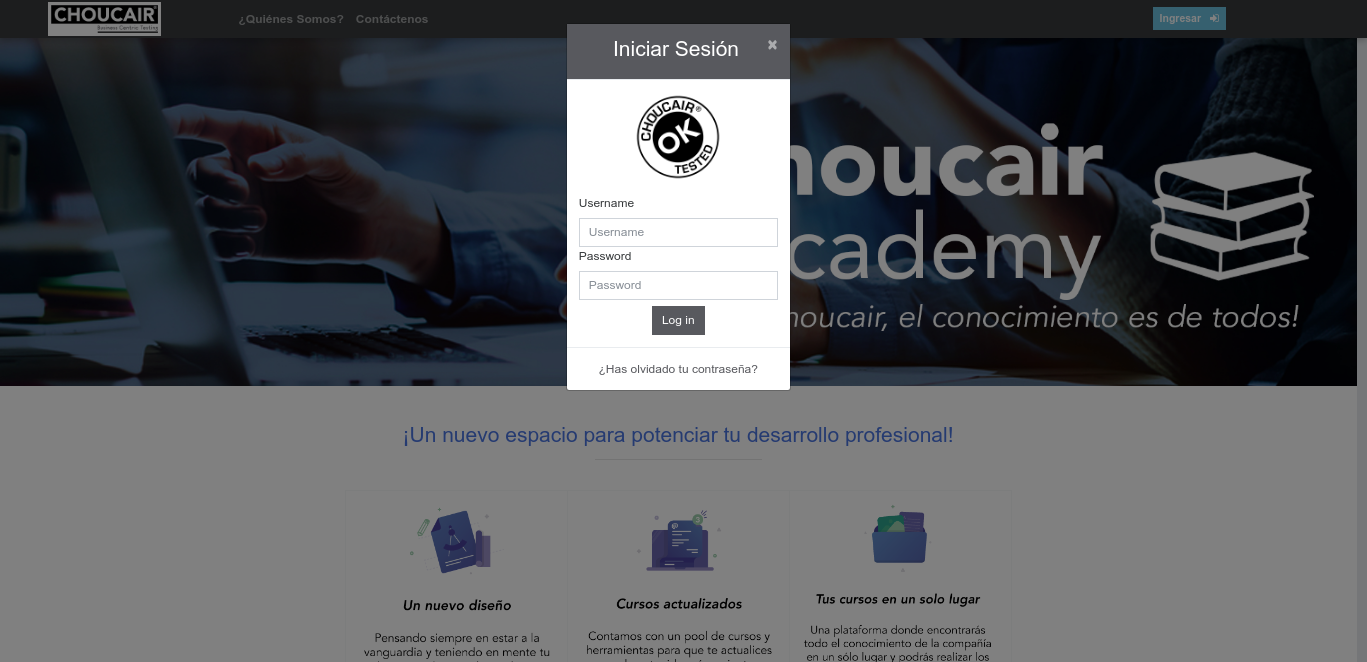 CHOUCAIR
Business Centric Testing
¿Quiénes Somos? Contáctenos
Ingresar
Iniciar Sesión
×
CHOUCAIR®
OK
TESTED
Username
Username
Password
Password
Log in
¿Has olvidado tu contraseña?
houcair
cademy
houcair, el conocimiento es de todos!
¡Un nuevo espacio para potenciar tu desarrollo profesional!
Un nuevo diseño
Pensando siempre en estar a la
vanguardia y teniendo en mente tu
Cursos actualizados
Contamos con un pool de cursos y
herramientas para que te actualices
Tus cursos en un solo lugar
Una plataforma donde encontrarás
todo el conocimiento de la compañía
en un sólo lugar y podrás realizar los